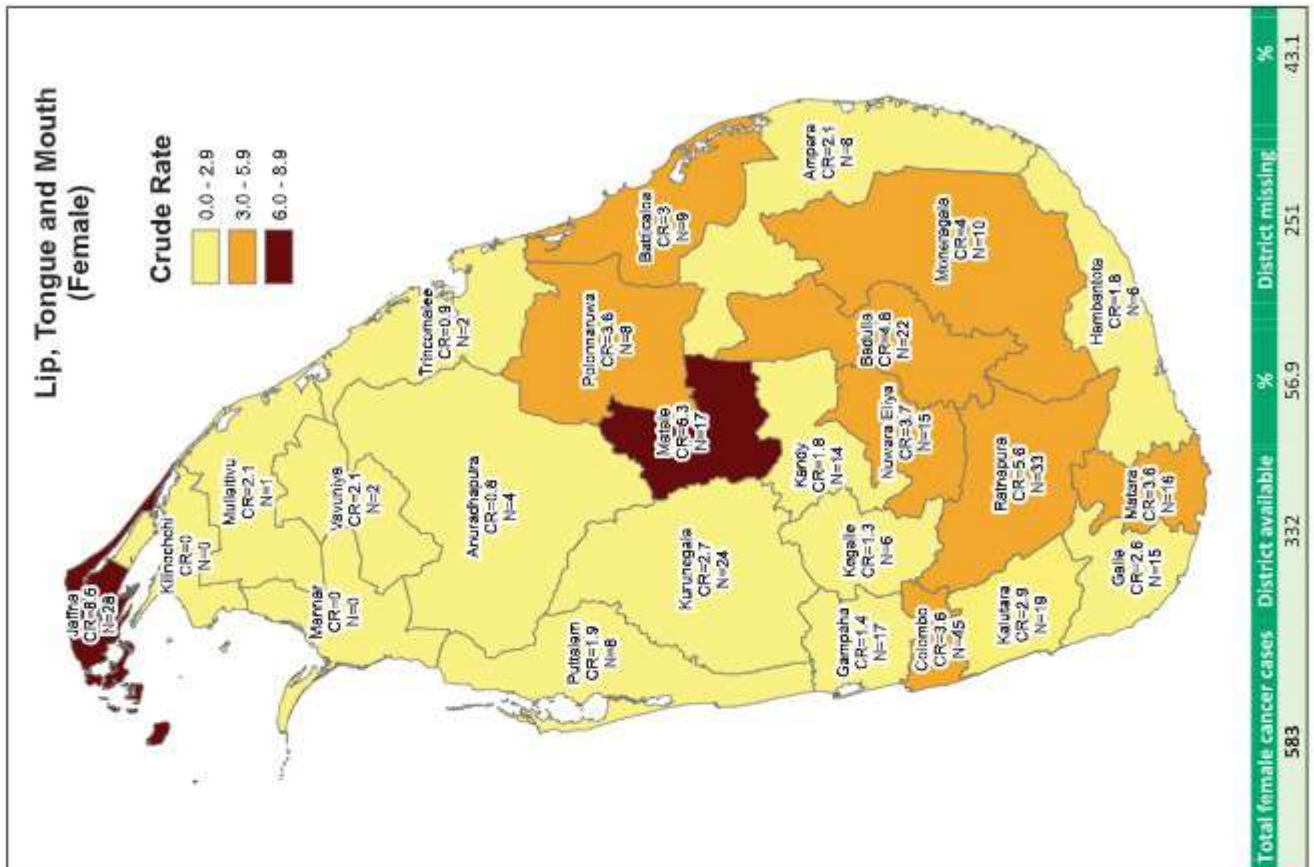 Lip, Tongue and Mouth
(Female)
Crude Rate
0.0 - 2.9
3.0 - 5.9
6.0 - 8.9
Jaffna
CR=8.5
N=28
Kilinochchi
CR=0
N=0
Mullaitivu
CR=2.1
N=1
Mannar
CR=0
N=0
Vavuniya
CR=2.1
N=2
Trincomalee
CR=0.9
N=2
Anuradhapura
CR=0.8
N=4
Polonnaruwa
CR=3.6
N=8
Batticaloa
CR=3
N=9
Puttalam
CR=1.9
N=8
Kurunegala
CR=2.7
N=24
Matale
CR=6.3
N=17
Ampara
CR=2.1
N=8
Kandy
CR=1.8
N=14
Badulla
CR=4.8
N=22
Nuwara Eliya
CR=3.7
N=15
Moneragala
CR=4
N=10
Gampaha
CR=1.4
N=17
Kegalle
CR=1.3
N=6
Colombo
CR=3.6
N=45
Ratnapura
CR=5.6
N=33
Kalutara
CR=2.9
N=19
Galle
CR=2.6
N=15
Matara
CR=3.6
N=16
Hambantota
CR=1.8
N=6
Total female cancer cases District available % District missing %
583 332 56.9 251 43.1